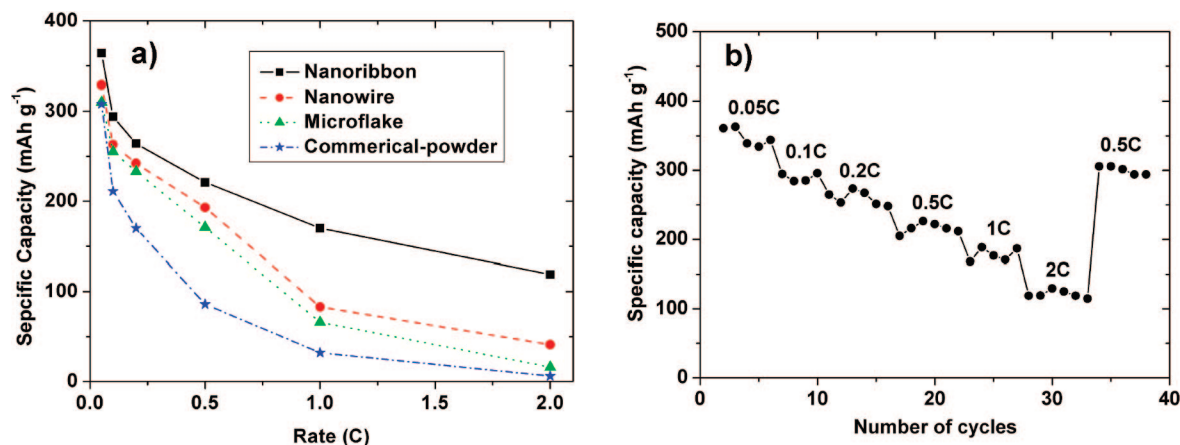 a)
Nanoribbon
Nanowire
Microflake
Commerical-powder
Sepcific Capacity (mAh g⁻¹)
400
300
200
100
0
0.0 0.5 1.0 1.5 2.0
Rate (C)
b)
0.05C
0.1C
0.2C
0.5C
1C
2C
0.5C
Specific capacity (mAh g⁻¹)
500
400
300
200
100
0
0 10 20 30 40
Number of cycles